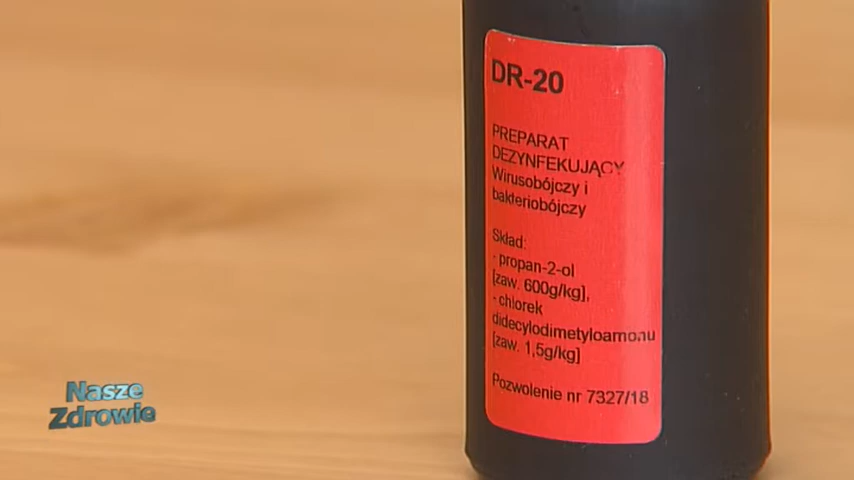 DR-20
PREPARAT
DEZYNFEKUJĄCY
Wirusobójczy i
bakteriobójczy
Skład:
- propan-2-ol
[zaw. 600g/kg],
- chlorek
didecylodimetyloamonu
[zaw. 1,5g/kg]
Pozwolenie nr 7327/18
Nasze
Zdrowie